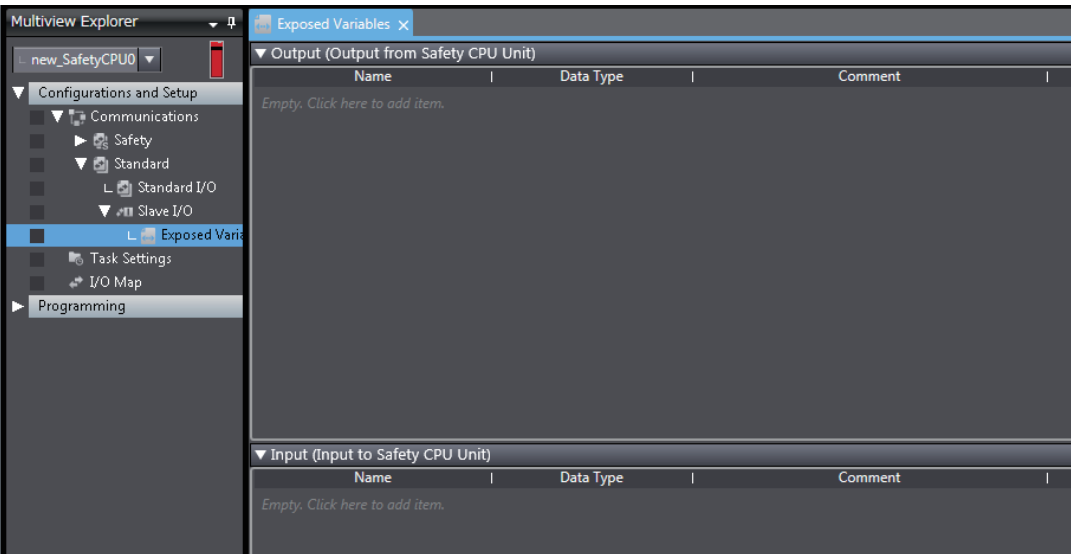 Multiview Explorer
new_SafetyCPU0
Configurations and Setup
Communications
Safety
Standard
Standard I/O
Slave I/O
Exposed Varia
Task Settings
I/O Map
Programming
Exposed Variables
Output (Output from Safety CPU Unit)
Name Data Type Comment
Empty. Click here to add item.
Input (Input to Safety CPU Unit)
Name Data Type Comment
Empty. Click here to add item.